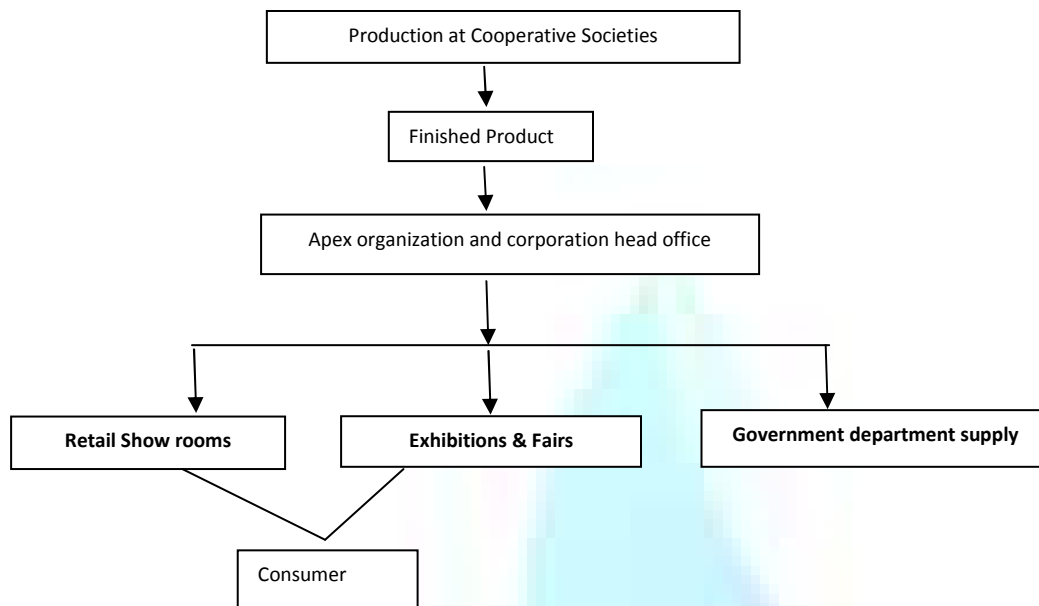 Production at Cooperative Societies
Finished Product
Apex organization and corporation head office
Retail Show rooms
Exhibitions & Fairs
Government department supply
Consumer